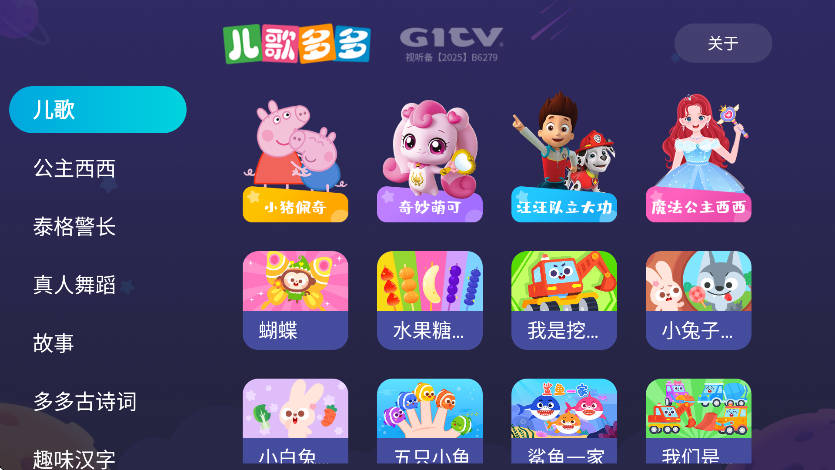 儿歌多多
G1TV
视听备【2025】B6279
关于
儿歌
公主西西
泰格警长
真人舞蹈
故事
多多古诗词
趣味汉字
小猪佩奇
奇妙萌可
汪汪队立大功
魔法公主西西
蝴蝶
水果糖...
我是挖...
小兔子...
鲨鱼一家
小白兔...
五只小鱼
鲨鱼一家
我们是...